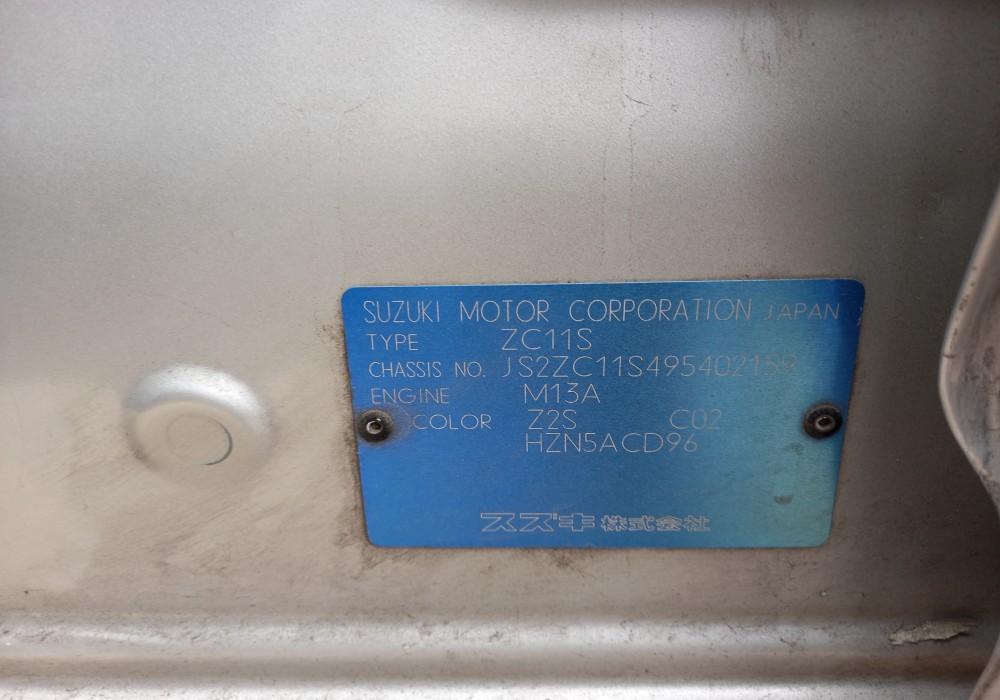 SUZUKI MOTOR CORPORATION JAPAN
TYPE ZC11S
CHASSIS NO. JS2ZC11S495402159
ENGINE M13A
COLOR Z2S C02
HZN5ACD96
スズキ株式会社